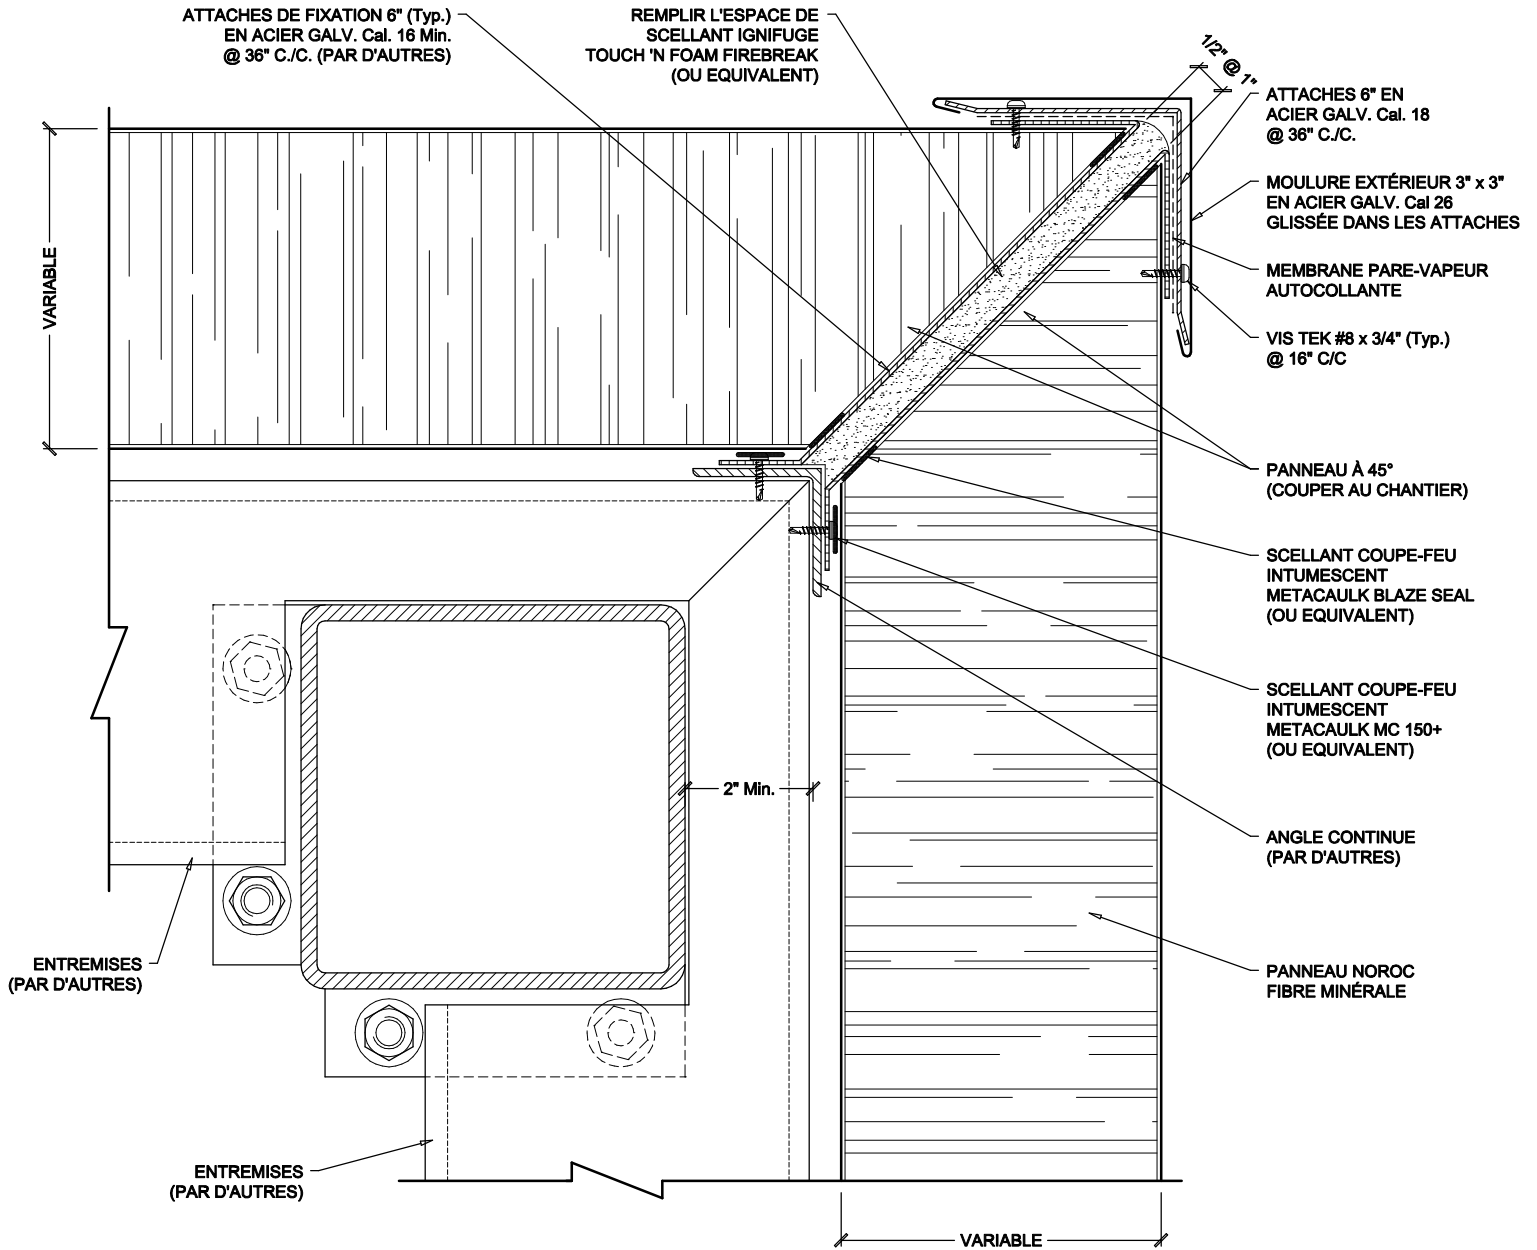 ATTACHES DE FIXATION 6" (Typ.)
EN ACIER GALV. Cal. 16 Min.
@ 36" C./C. (PAR D'AUTRES)
REMPLIR L'ESPACE DE
SCELLANT IGNIFUGE
TOUCH 'N FOAM FIREBREAK
(OU EQUIVALENT)
1/2" @ 1"
ATTACHES 6" EN
ACIER GALV. Cal. 18
@ 36" C./C.
MOULURE EXTÉRIEUR 3" x 3"
EN ACIER GALV. Cal 26
GLISSÉE DANS LES ATTACHES
MEMBRANE PARE-VAPEUR
AUTOCOLLANTE
VIS TEK #8 x 3/4" (Typ.)
@ 16" C/C
VARIABLE
PANNEAU À 45°
(COUPER AU CHANTIER)
SCELLANT COUPE-FEU
INTUMESCENT
METACAULK BLAZE SEAL
(OU EQUIVALENT)
SCELLANT COUPE-FEU
INTUMESCENT
METACAULK MC 150+
(OU EQUIVALENT)
2" Min.
ANGLE CONTINUE
(PAR D'AUTRES)
ENTREMISES
(PAR D'AUTRES)
PANNEAU NOROC
FIBRE MINÉRALE
ENTREMISES
(PAR D'AUTRES)
VARIABLE